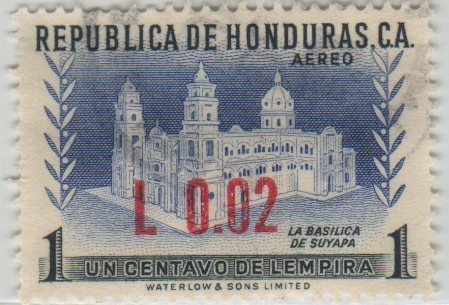 REPUBLICA DE HONDURAS, C.A.
AEREO
L 0.02
LA BASILICA
DE SUYAPA
1 1
UN CENTAVO DE LEMPIRA
WATERLOW & SONS LIMITED